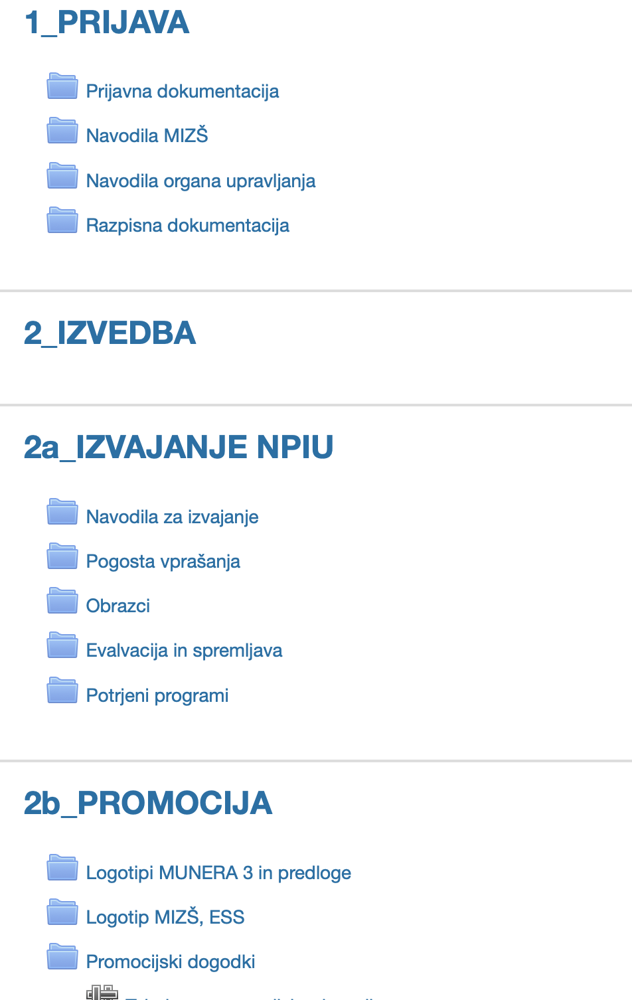 1_PRIJAVA
Prijavna dokumentacija
Navodila MIZŠ
Navodila organa upravljanja
Razpisna dokumentacija
2_IZVEDBA
2a_IZVAJANJE NPIU
Navodila za izvajanje
Pogosta vprašanja
Obrazci
Evalvacija in spremljava
Potrjeni programi
2b_PROMOCIJA
Logotipi MUNERA 3 in predloge
Logotip MIZŠ, ESS
Promocijski dogodki